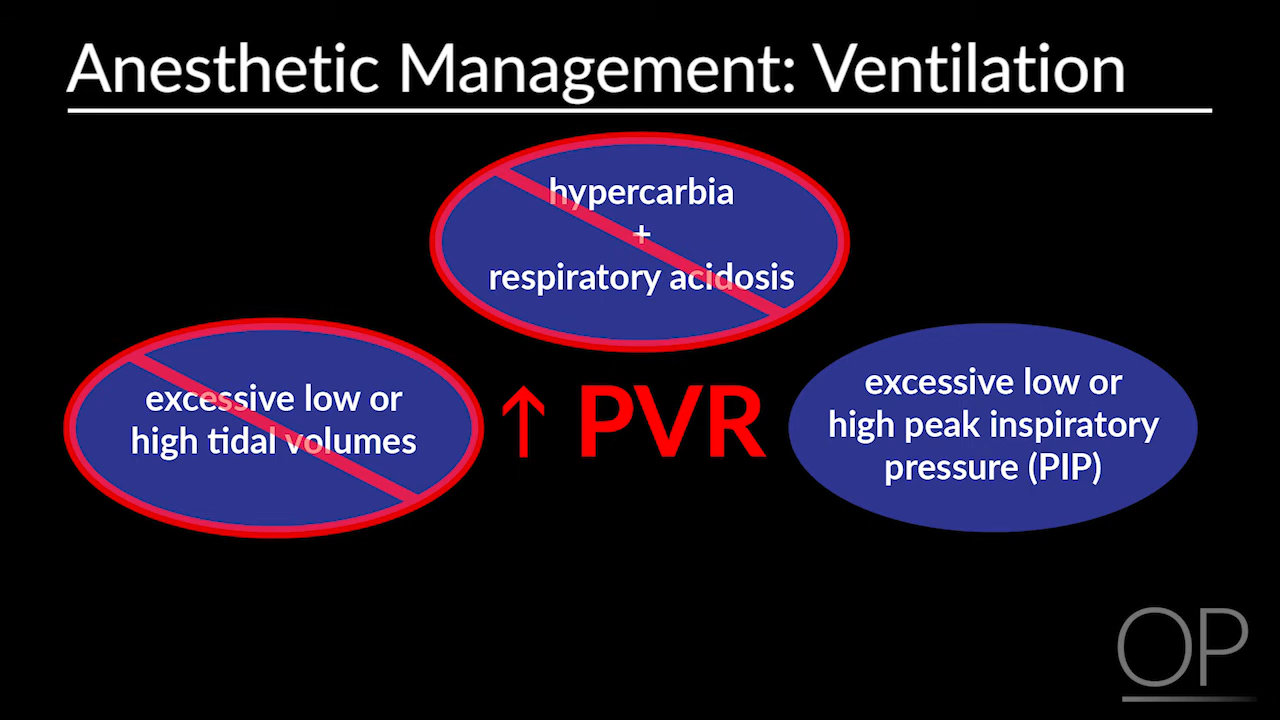 Anesthetic Management: Ventilation
hypercarbia
+
respiratory acidosis
excessive low or
high tidal volumes
↑ PVR
excessive low or
high peak inspiratory
pressure (PIP)
OP